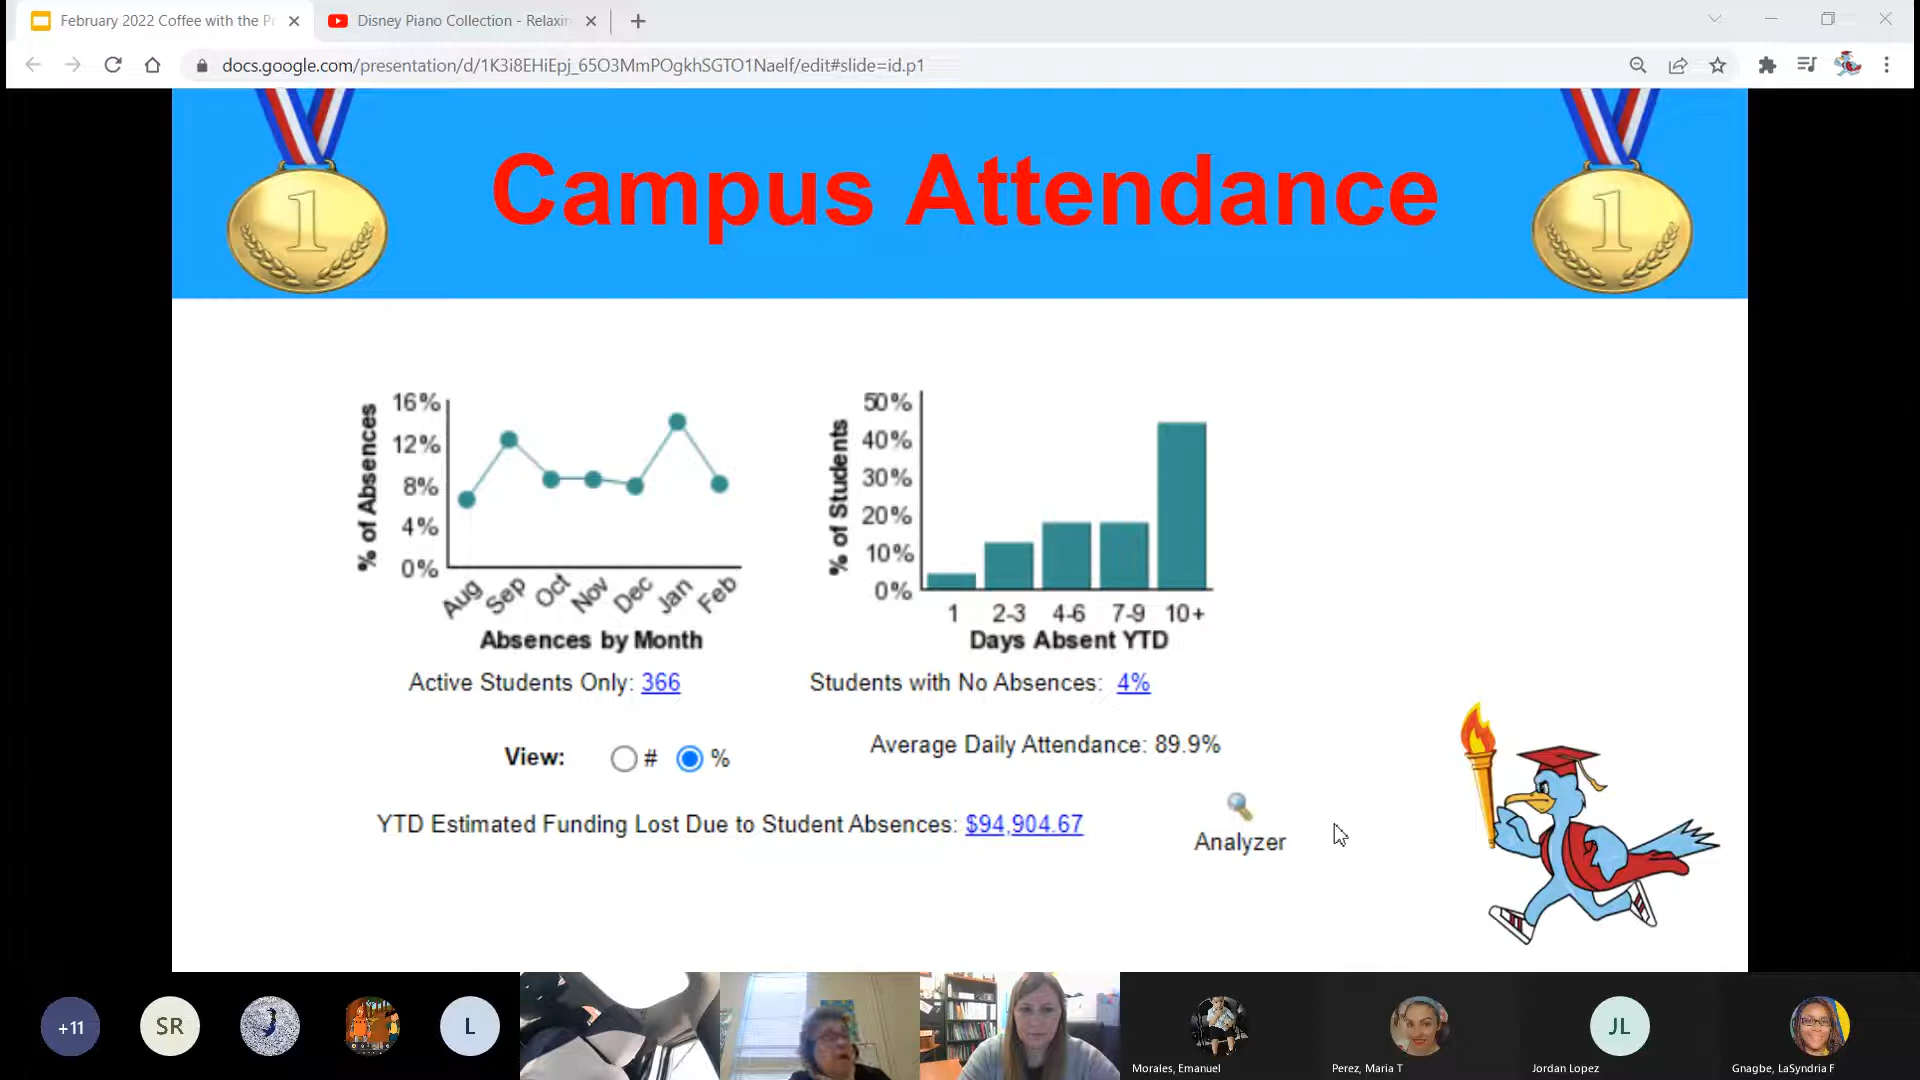 February 2022 Coffee with the Pr
Disney Piano Collection - Relaxin
docs.google.com/presentation/d/1K3i8EHiEpj_65O3MmPOgkhSGTO1Naelf/edit#slide=id.p1
1
Campus Attendance
1
% of Absences
16%
12%
8%
4%
0%
Aug Sep Oct Nov Dec Jan Feb
Absences by Month
% of Students
50%
40%
30%
20%
10%
0%
1 2-3 4-6 7-9 10+
Days Absent YTD
Active Students Only: 366
Students with No Absences: 4%
View: # %
Average Daily Attendance: 89.9%
YTD Estimated Funding Lost Due to Student Absences: $94,904.67
Analyzer
+11
SR
L
JL
Morales, Emanuel
Perez, Maria T
Jordan Lopez
Gnagbe, LaSyndria F